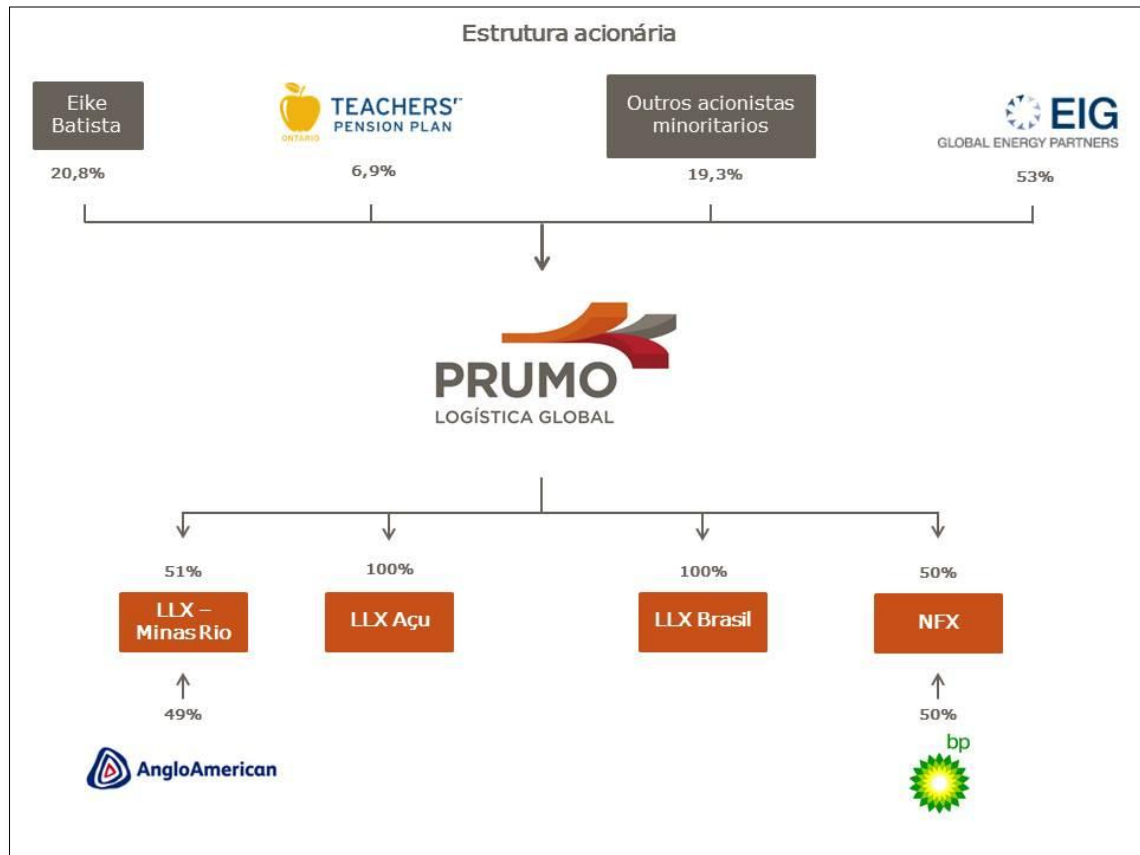 Estrutura acionária
Eike
Batista
20,8%
TEACHERS'™
PENSION PLAN
ONTARIO
6,9%
Outros acionistas
minoritarios
19,3%
EIG
GLOBAL ENERGY PARTNERS
53%
PRUMO
LOGÍSTICA GLOBAL
51%
LLX –
Minas Rio
49%
AngloAmerican
100%
LLX Açu
100%
LLX Brasil
50%
NFX
50%
bp